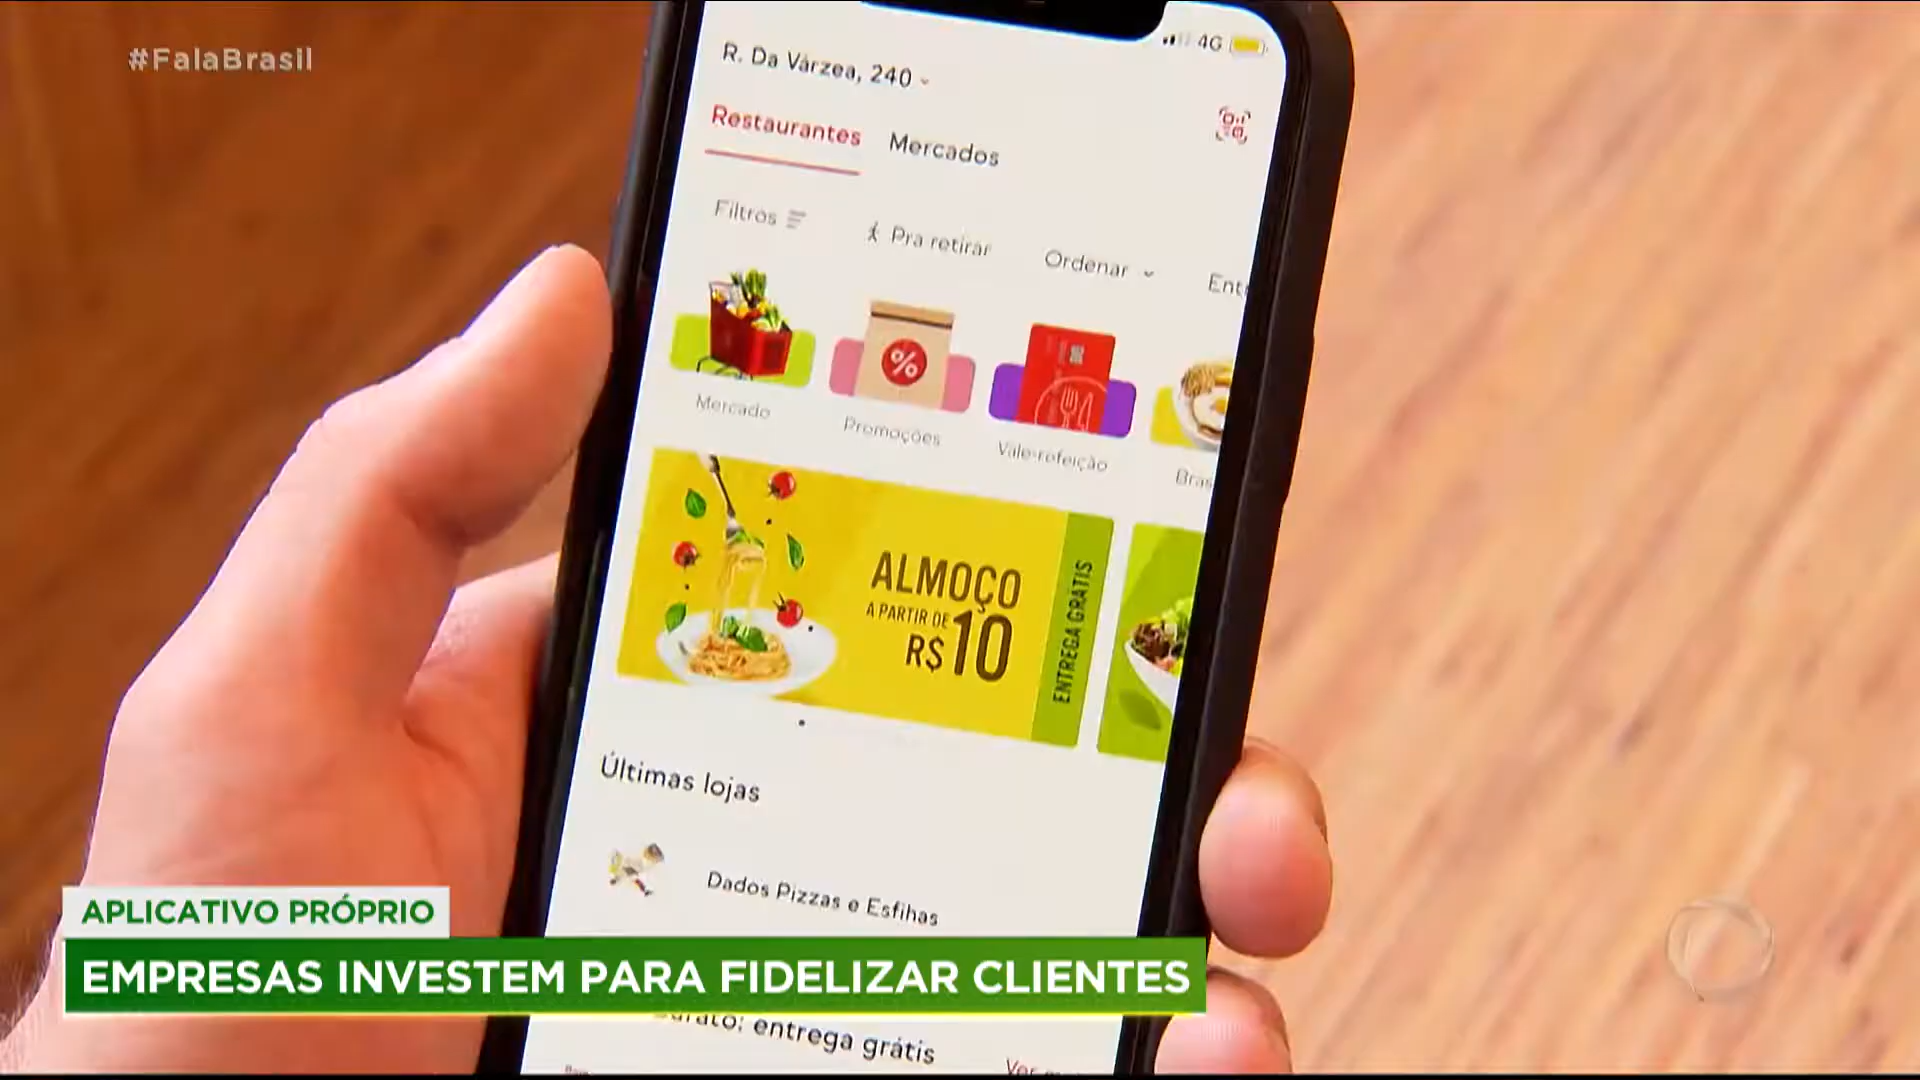 #FalaBrasil
4G
R. Da Várzea, 240
Restaurantes Mercados
Filtros Pra retirar Ordenar
Mercado Promoções Vale-refeição
%
ALMOÇO
A PARTIR DE
R$10
ENTREGA GRÁTIS
Últimas lojas
Dados Pizzas e Esfihas
APLICATIVO PRÓPRIO
EMPRESAS INVESTEM PARA FIDELIZAR CLIENTES
entrega grátis